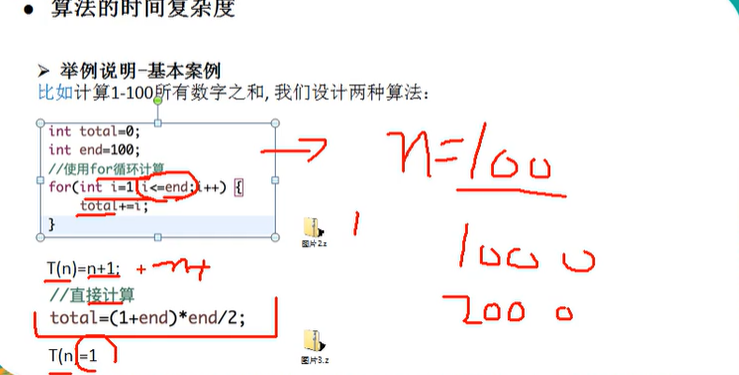 ● 算法的时间复杂度
➢ 举例说明-基本案例
比如计算1-100所有数字之和, 我们设计两种算法:
int total=0;
int end=100;
//使用for循环计算
for(int i=1;i<=end;i++) {
total+=i;
}
n=100
图片2.z
1000
2000
T(n)=n+1;
//直接计算
total=(1+end)*end/2;
T(n)=1
图片3.z